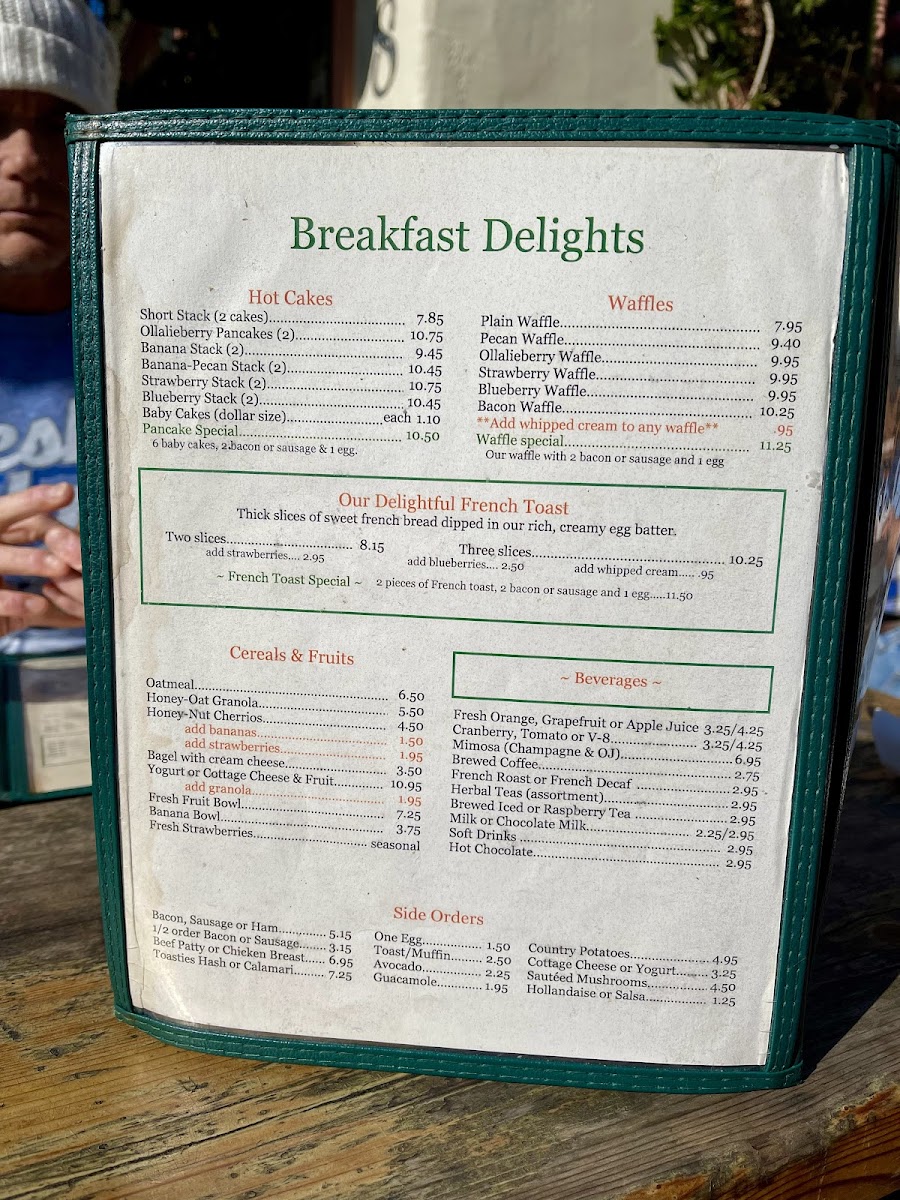 Breakfast Delights
Hot Cakes
Short Stack (2 cakes)........ 7.85
Ollalieberry Pancakes (2)........ 10.75
Banana Stack (2)........ 9.45
Banana-Pecan Stack (2)........ 10.45
Strawberry Stack (2)........ 10.75
Blueberry Stack (2)........ 10.45
Baby Cakes (dollar size)........each 1.10
Pancake Special........ 10.50
6 baby cakes, 2 bacon or sausage & 1 egg.
Waffles
Plain Waffle........ 7.95
Pecan Waffle........ 9.40
Ollalieberry Waffle........ 9.95
Strawberry Waffle........ 9.95
Blueberry Waffle........ 9.95
Bacon Waffle........ 10.25
**Add whipped cream to any waffle** .95
Waffle special........ 11.25
Our waffle with 2 bacon or sausage and 1 egg
Our Delightful French Toast
Thick slices of sweet french bread dipped in our rich, creamy egg batter.
Two slices........ 8.15 Three slices........ 10.25
add strawberries.... 2.95 add blueberries.... 2.50 add whipped cream..... .95
~ French Toast Special ~ 2 pieces of French toast, 2 bacon or sausage and 1 egg.....11.50
Cereals & Fruits
Oatmeal........ 6.50
Honey-Oat Granola........ 5.50
Honey-Nut Cherrios........ 4.50
add bananas........ 1.50
add strawberries........ 1.95
Bagel with cream cheese........ 3.50
Yogurt or Cottage Cheese & Fruit........ 10.95
add granola........ 1.95
Fresh Fruit Bowl........ 7.25
Banana Bowl........ 3.75
Fresh Strawberries........ seasonal
~ Beverages ~
Fresh Orange, Grapefruit or Apple Juice 3.25/4.25
Cranberry, Tomato or V-8........ 3.25/4.25
Mimosa (Champagne & OJ)........6.95
Brewed Coffee........ 2.75
French Roast or French Decaf ........2.95
Herbal Teas (assortment)........ 2.95
Brewed Iced or Raspberry Tea ........ 2.95
Milk or Chocolate Milk........ 2.25/2.95
Soft Drinks ........ 2.95
Hot Chocolate........ 2.95
Side Orders
Bacon, Sausage or Ham........ 5.15
1/2 order Bacon or Sausage........ 3.15
Beef Patty or Chicken Breast...... 6.95
Toasties Hash or Calamari........ 7.25
One Egg........ 1.50
Toast/Muffin........ 2.50
Avocado........ 2.25
Guacamole........ 1.95
Country Potatoes........ 4.95
Cottage Cheese or Yogurt........ 3.25
Sautéed Mushrooms........ 4.50
Hollandaise or Salsa........ 1.25